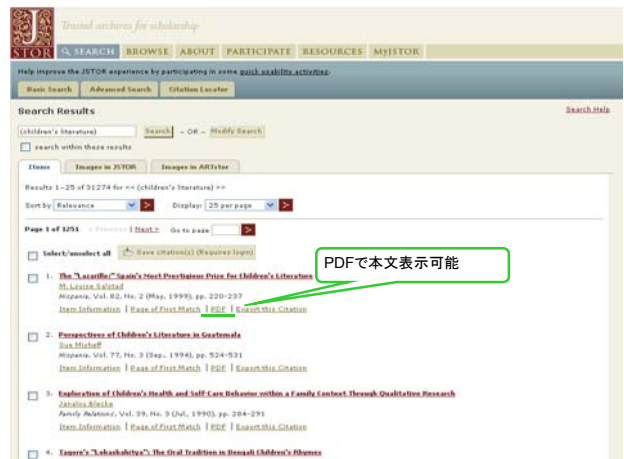 Trusted archives for scholarship
JSTOR
SEARCH BROWSE ABOUT PARTICIPATE RESOURCES MyJSTOR
Help improve the JSTOR experience by participating in some quick usability activities.
Basic Search Advanced Search Citation Locator
Search Results Search Help
(children's literature) Search - OR - Modify Search
search within these results
Items Images in JSTOR Images in ARTstor
Results 1-25 of 31274 for << (children's literature) >>
Sort by Relevance > Display: 25 per page >
Page 1 of 1251 < Previous | Next > Go to page >
Select/unselect all Save citation(s) (Requires login)
PDFで本文表示可能
1. The "Lazarillo:" Spain's Most Prestigious Prize for Children's Literature
M. Louise Salstad
Hispania, Vol. 82, No. 2 (May, 1999), pp. 220-237
Item Information | Page of First Match | PDF | Export this Citation
2. Perspectives of Children's Literature in Guatemala
Sue Misheff
Hispania, Vol. 77, No. 3 (Sep., 1994), pp. 524-531
Item Information | Page of First Match | PDF | Export this Citation
3. Exploration of Children's Health and Self-Care Behavior within a Family Context Through Qualitative Research
Janalou Blecke
Family Relations, Vol. 39, No. 3 (Jul., 1990), pp. 284-291
Item Information | Page of First Match | PDF | Export this Citation
4. Tagore's "Lokashahitya": The Oral Tradition in Bengali Children's Rhymes